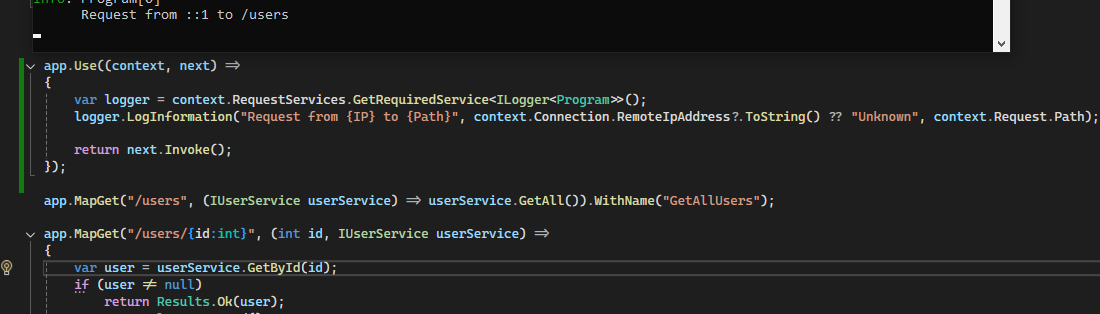 info: Program[0]
Request from ::1 to /users
app.Use((context, next) =>
{
var logger = context.RequestServices.GetRequiredService<ILogger<Program>>();
logger.LogInformation("Request from {IP} to {Path}", context.Connection.RemoteIpAddress?.ToString() ?? "Unknown", context.Request.Path);
return next.Invoke();
});
app.MapGet("/users", (IUserService userService) => userService.GetAll()).WithName("GetAllUsers");
app.MapGet("/users/{id:int}", (int id, IUserService userService) =>
{
var user = userService.GetById(id);
if (user != null)
return Results.Ok(user);